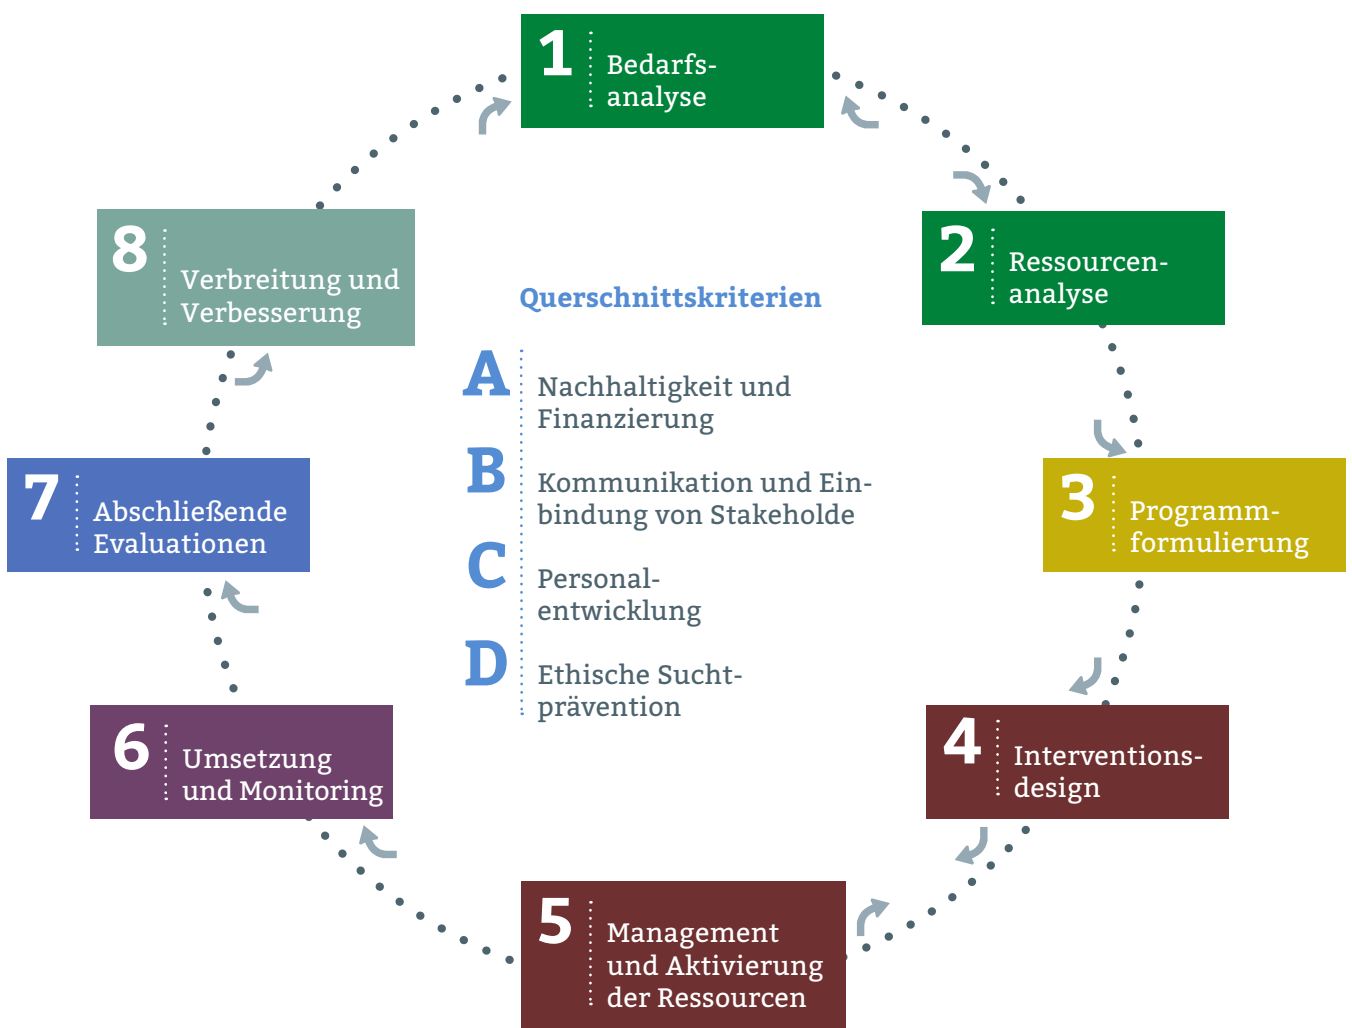 1
Bedarfs-
analyse
2
Ressourcen-
analyse
3
Programm-
formulierung
4
Interventions-
design
5
Management
und Aktivierung
der Ressourcen
6
Umsetzung
und Monitoring
7
Abschließende
Evaluationen
8
Verbreitung und
Verbesserung
Querschnittskriterien
A
Nachhaltigkeit und
Finanzierung
B
Kommunikation und Ein-
bindung von Stakeholde
C
Personal-
entwicklung
D
Ethische Sucht-
prävention